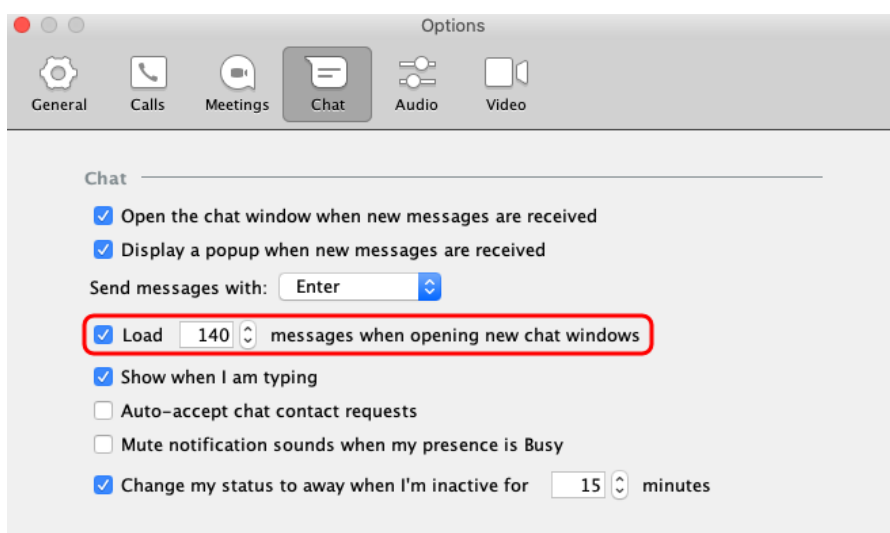 Options
General Calls Meetings Chat Audio Video
Chat
Open the chat window when new messages are received
Display a popup when new messages are received
Send messages with: Enter
Load 140 messages when opening new chat windows
Show when I am typing
Auto-accept chat contact requests
Mute notification sounds when my presence is Busy
Change my status to away when I'm inactive for 15 minutes